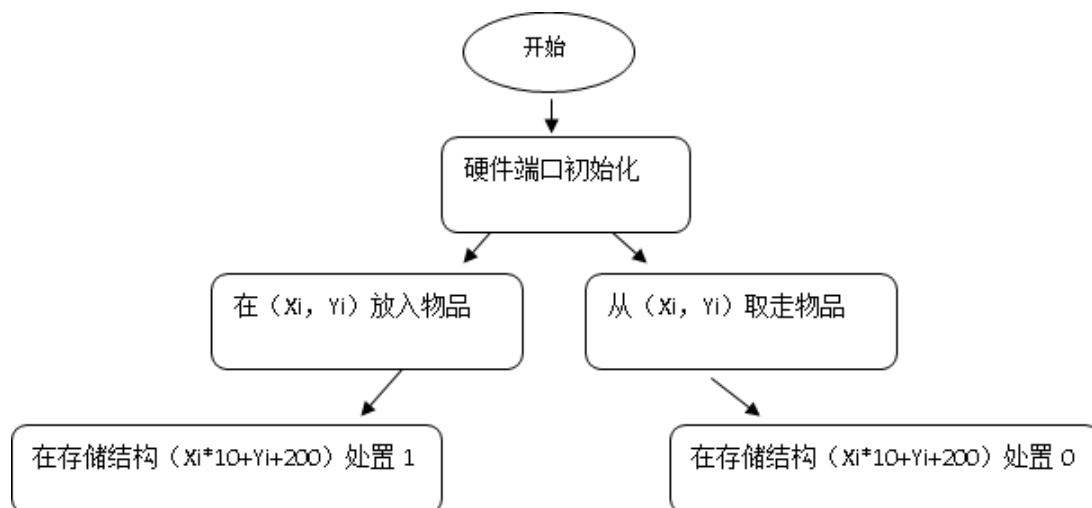 开始
硬件端口初始化
在（Xi，Yi）放入物品
从（Xi，Yi）取走物品
在存储结构（Xi*10+Yi+200）处置 1
在存储结构（Xi*10+Yi+200）处置 0